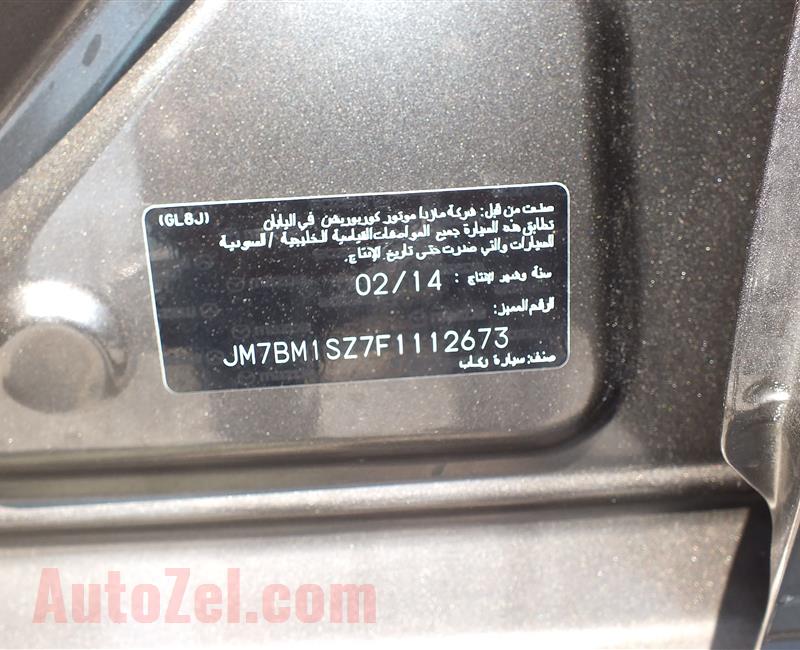 (GL8J)
صنعت من قبل: شركة مازدا موتور كوربوريشن في اليابان
تطابق هذه السيارة جميع المواصفات القياسية الخليجية / السعودية
السيارات والتي صدرت حتى تاريخ الإنتاج.
سنة وشهر الإنتاج : 02/14
الرقم المميز:
JM7BM1SZ7F1112673
صنف: سيارة ركاب
AutoZel.com